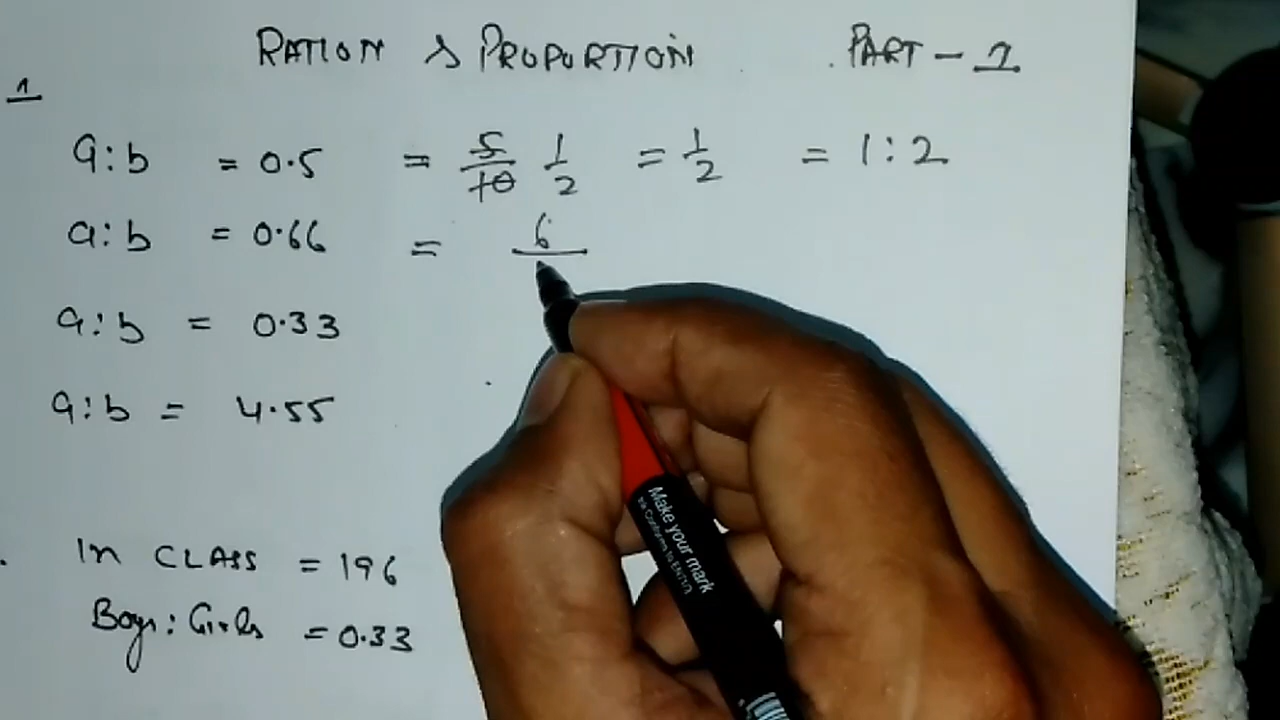 RATION & PROPORTION PART - 1
1
a:b = 0.5 = 5/10 1/2 = 1/2 = 1:2
a:b = 0.66 = 6
a:b = 0.33
a:b = 4.55
In CLASS = 196
Boys: Girls = 0.33
Make your mark